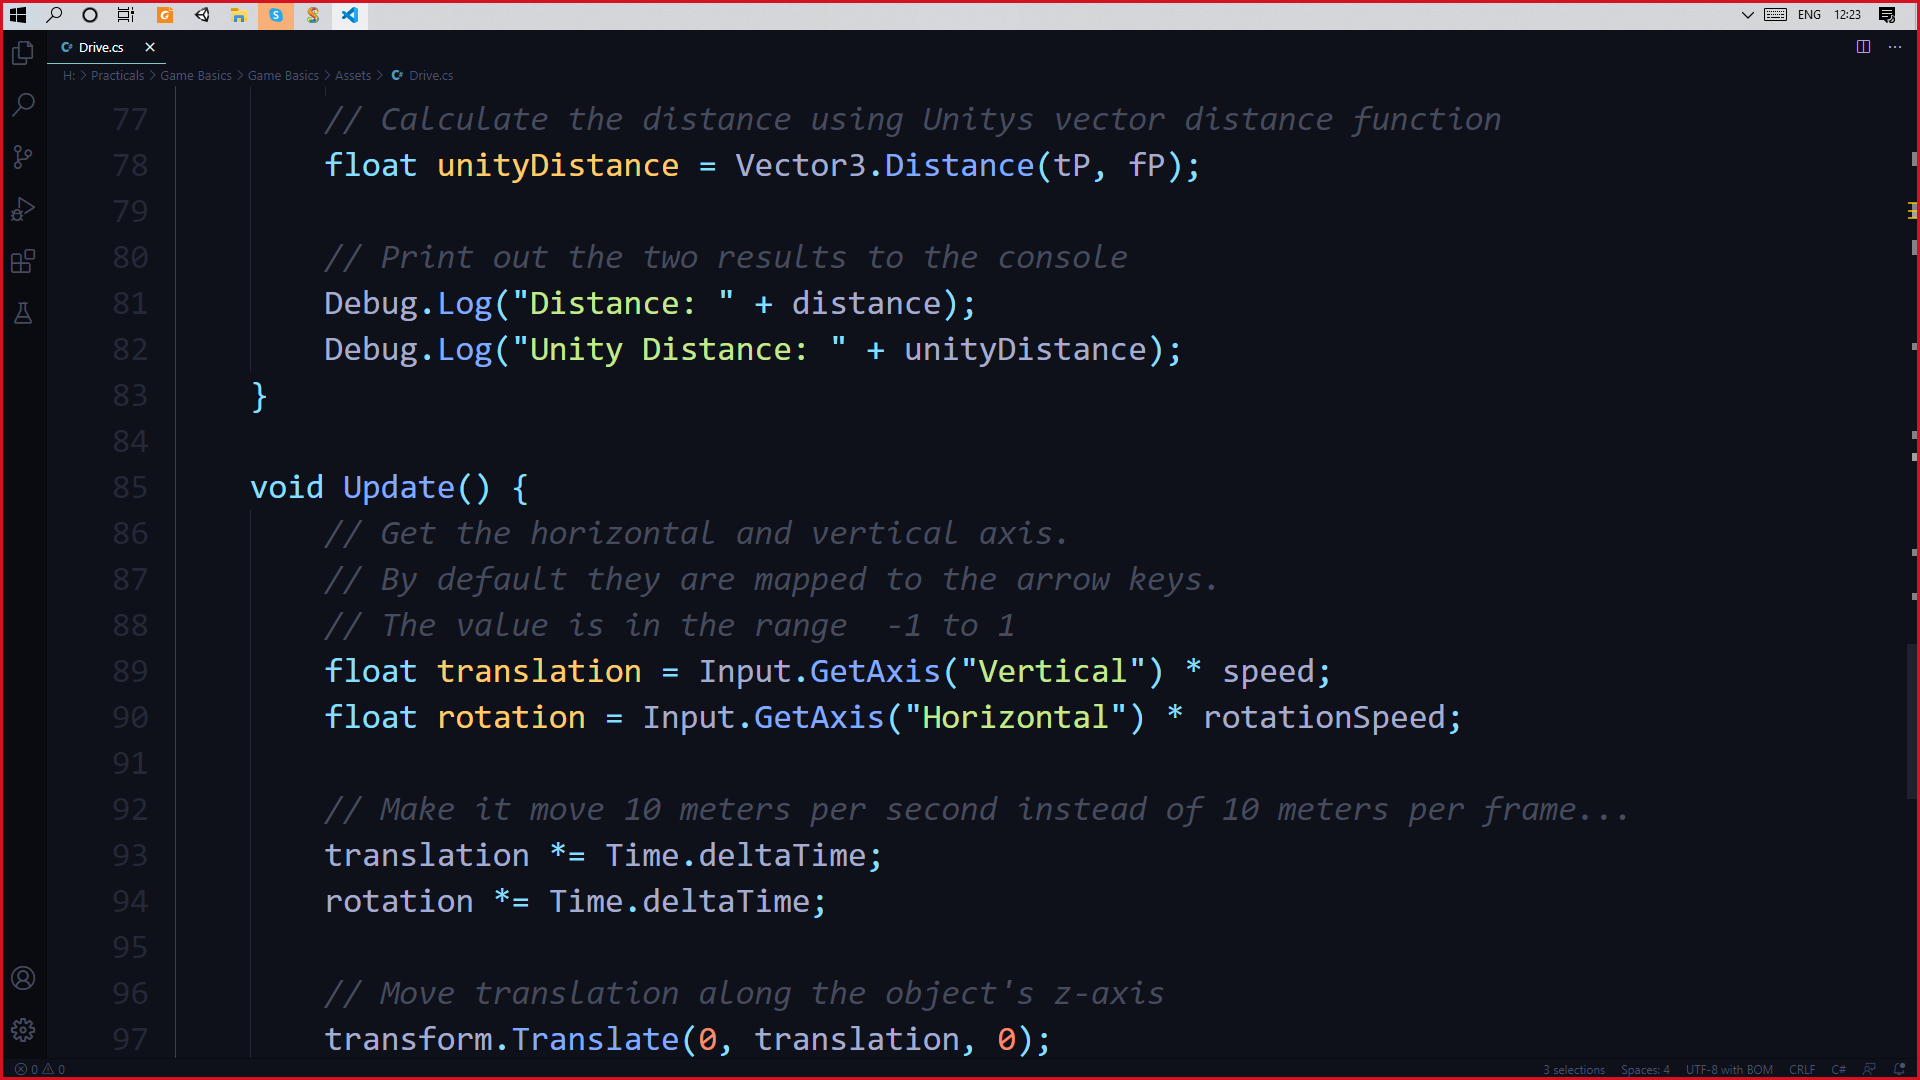 ENG 12:23
Drive.cs
H: > Practicals > Game Basics > Game Basics > Assets > Drive.cs
77 // Calculate the distance using Unitys vector distance function
78 float unityDistance = Vector3.Distance(tP, fP);
79
80 // Print out the two results to the console
81 Debug.Log("Distance: " + distance);
82 Debug.Log("Unity Distance: " + unityDistance);
83 }
84
85 void Update() {
86 // Get the horizontal and vertical axis.
87 // By default they are mapped to the arrow keys.
88 // The value is in the range  -1 to 1
89 float translation = Input.GetAxis("Vertical") * speed;
90 float rotation = Input.GetAxis("Horizontal") * rotationSpeed;
91
92 // Make it move 10 meters per second instead of 10 meters per frame...
93 translation *= Time.deltaTime;
94 rotation *= Time.deltaTime;
95
96 // Move translation along the object's z-axis
97 transform.Translate(0, translation, 0);
0 0 3 selections Spaces: 4 UTF-8 with BOM CRLF C#